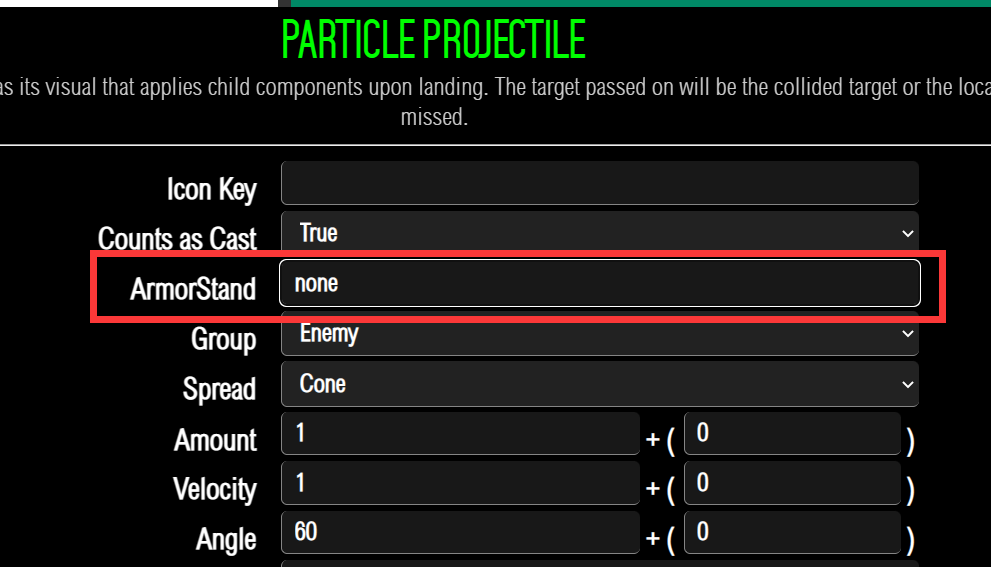 PARTICLE PROJECTILE
as its visual that applies child components upon landing. The target passed on will be the collided target or the loca
missed.
Icon Key
Counts as Cast True
ArmorStand none
Group Enemy
Spread Cone
Amount 1 + ( 0 )
Velocity 1 + ( 0 )
Angle 60 + ( 0 )